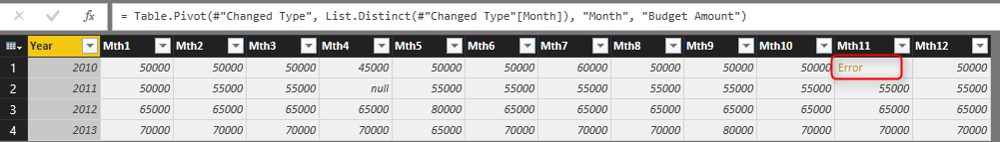 = Table.Pivot(#"Changed Type", List.Distinct(#"Changed Type"[Month]), "Month", "Budget Amount")
Year Mth1 Mth2 Mth3 Mth4 Mth5 Mth6 Mth7 Mth8 Mth9 Mth10 Mth11 Mth12
1 2010 50000 50000 50000 45000 50000 50000 60000 50000 50000 50000 Error 50000
2 2011 50000 55000 55000 null 55000 55000 55000 55000 55000 55000 55000 55000
3 2012 65000 65000 65000 65000 80000 65000 65000 65000 65000 65000 65000 65000
4 2013 70000 70000 70000 70000 65000 70000 70000 70000 80000 70000 70000 70000